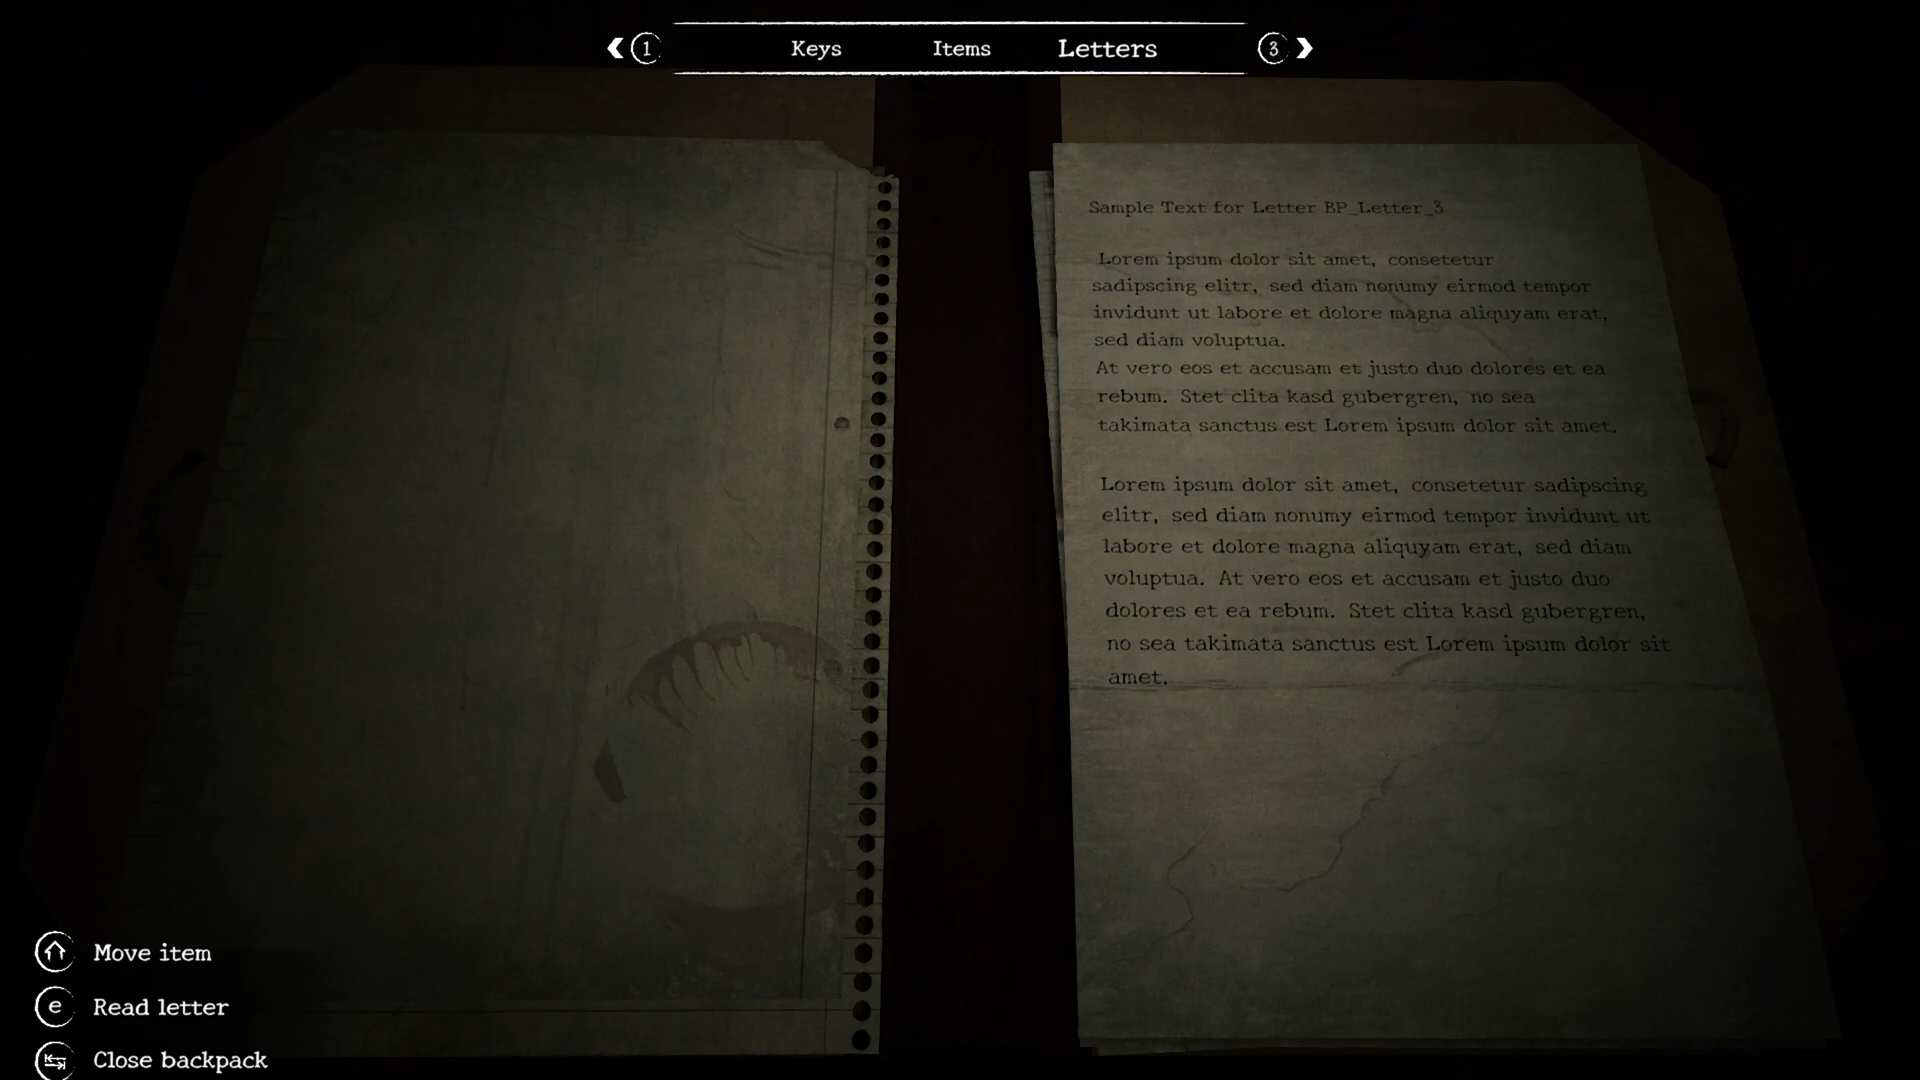 1 Keys Items Letters 3
Sample Text for Letter BP_Letter_3
Lorem ipsum dolor sit amet, consetetur
sadipscing elitr, sed diam nonumy eirmod tempor
invidunt ut labore et dolore magna aliquyam erat,
sed diam voluptua.
At vero eos et accusam et justo duo dolores et ea
rebum. Stet clita kasd gubergren, no sea
takimata sanctus est Lorem ipsum dolor sit amet.
Lorem ipsum dolor sit amet, consetetur sadipscing
elitr, sed diam nonumy eirmod tempor invidunt ut
labore et dolore magna aliquyam erat, sed diam
voluptua. At vero eos et accusam et justo duo
dolores et ea rebum. Stet clita kasd gubergren,
no sea takimata sanctus est Lorem ipsum dolor sit
amet.
Move item
e Read letter
Close backpack